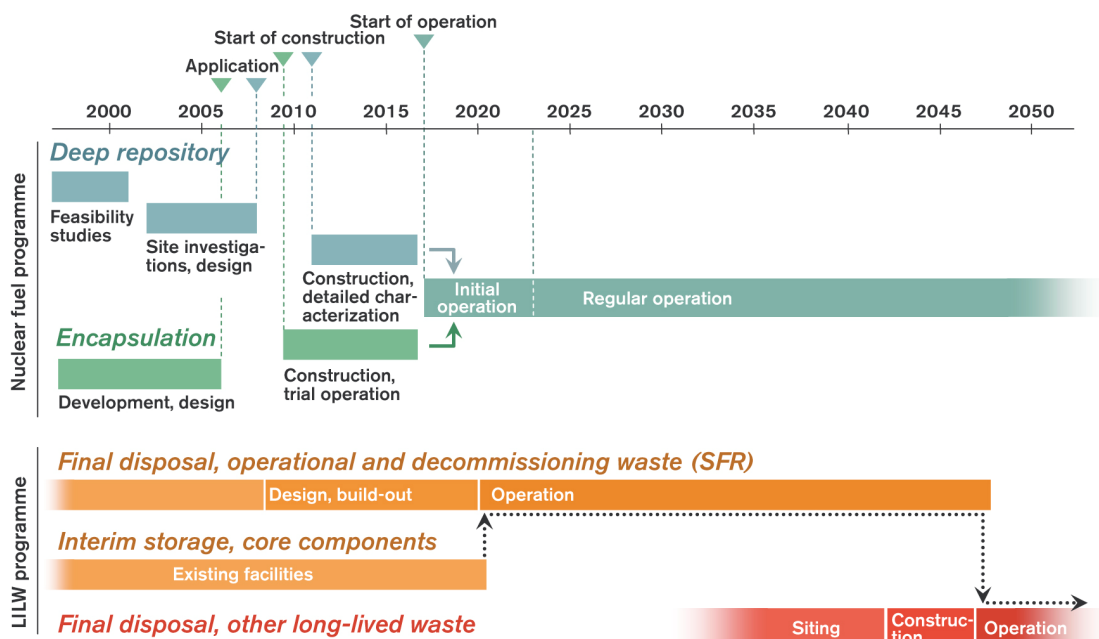 Start of operation
Start of construction
Application
2000 2005 2010 2015 2020 2025 2030 2035 2040 2045 2050
Nuclear fuel programme
Deep repository
Feasibility
studies
Site investiga-
tions, design
Construction,
detailed char-
acterization
Initial
operation
Regular operation
Encapsulation
Development, design
Construction,
trial operation
LILW programme
Final disposal, operational and decommissioning waste (SFR)
Design, build-out
Operation
Interim storage, core components
Existing facilities
Final disposal, other long-lived waste
Siting
Construc-
tion
Operation